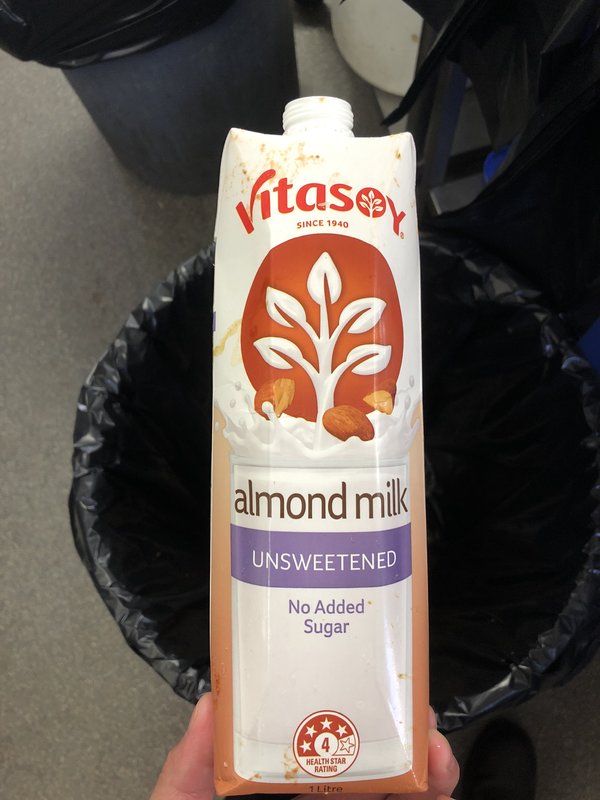 Vitasoy
SINCE 1940
almond milk
UNSWEETENED
No Added
Sugar
4
HEALTH STAR
RATING
1 Litre